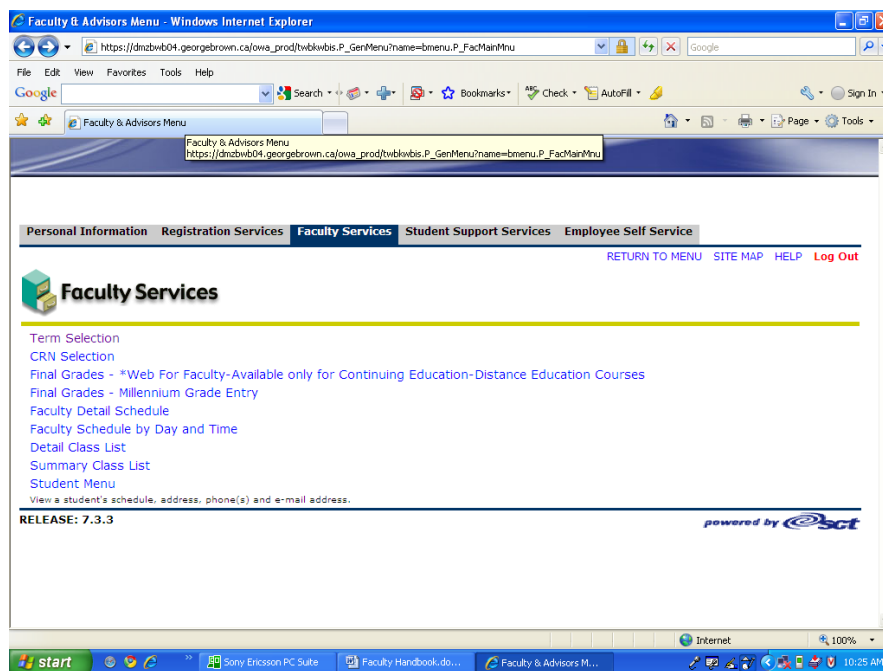 Faculty & Advisors Menu - Windows Internet Explorer
https://dmzbwb04.georgebrown.ca/owa_prod/twbkwbis.P_GenMenu?name=bmenu.P_FacMainMnu
Google
File Edit View Favorites Tools Help
Google Search Bookmarks Check AutoFill Sign In
Faculty & Advisors Menu Page Tools
Faculty & Advisors Menu
https://dmzbwb04.georgebrown.ca/owa_prod/twbkwbis.P_GenMenu?name=bmenu.P_FacMainMnu
Personal Information Registration Services Faculty Services Student Support Services Employee Self Service
RETURN TO MENU SITE MAP HELP Log Out
Faculty Services
Term Selection
CRN Selection
Final Grades - *Web For Faculty-Available only for Continuing Education-Distance Education Courses
Final Grades - Millennium Grade Entry
Faculty Detail Schedule
Faculty Schedule by Day and Time
Detail Class List
Summary Class List
Student Menu
View a student's schedule, address, phone(s) and e-mail address.
RELEASE: 7.3.3
powered by sct
Internet 100%
start Sony Ericsson PC Suite Faculty Handbook.do... Faculty & Advisors M... 10:25 AM